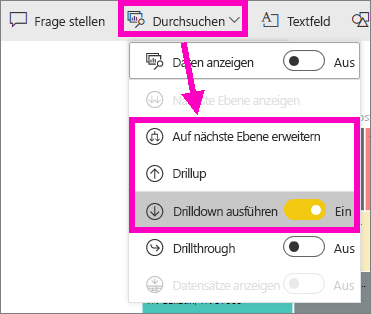 Frage stellen
Durchsuchen
Textfeld
Daten anzeigen
Aus
Nächste Ebene anzeigen
Auf nächste Ebene erweitern
Drillup
Drilldown ausführen
Ein
Drillthrough
Aus
Datensätze anzeigen
Aus